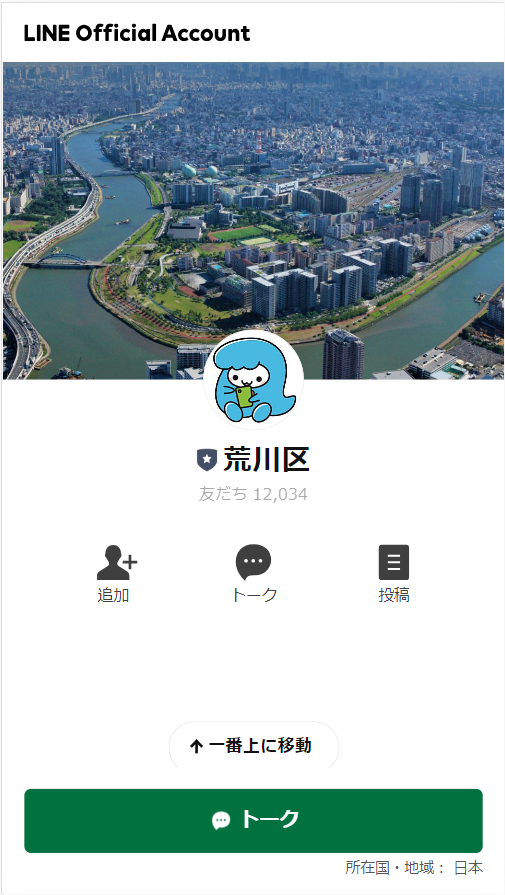 LINE Official Account
荒川区
友だち 12,034
追加
トーク
投稿
↑ 一番上に移動
トーク
所在国・地域： 日本